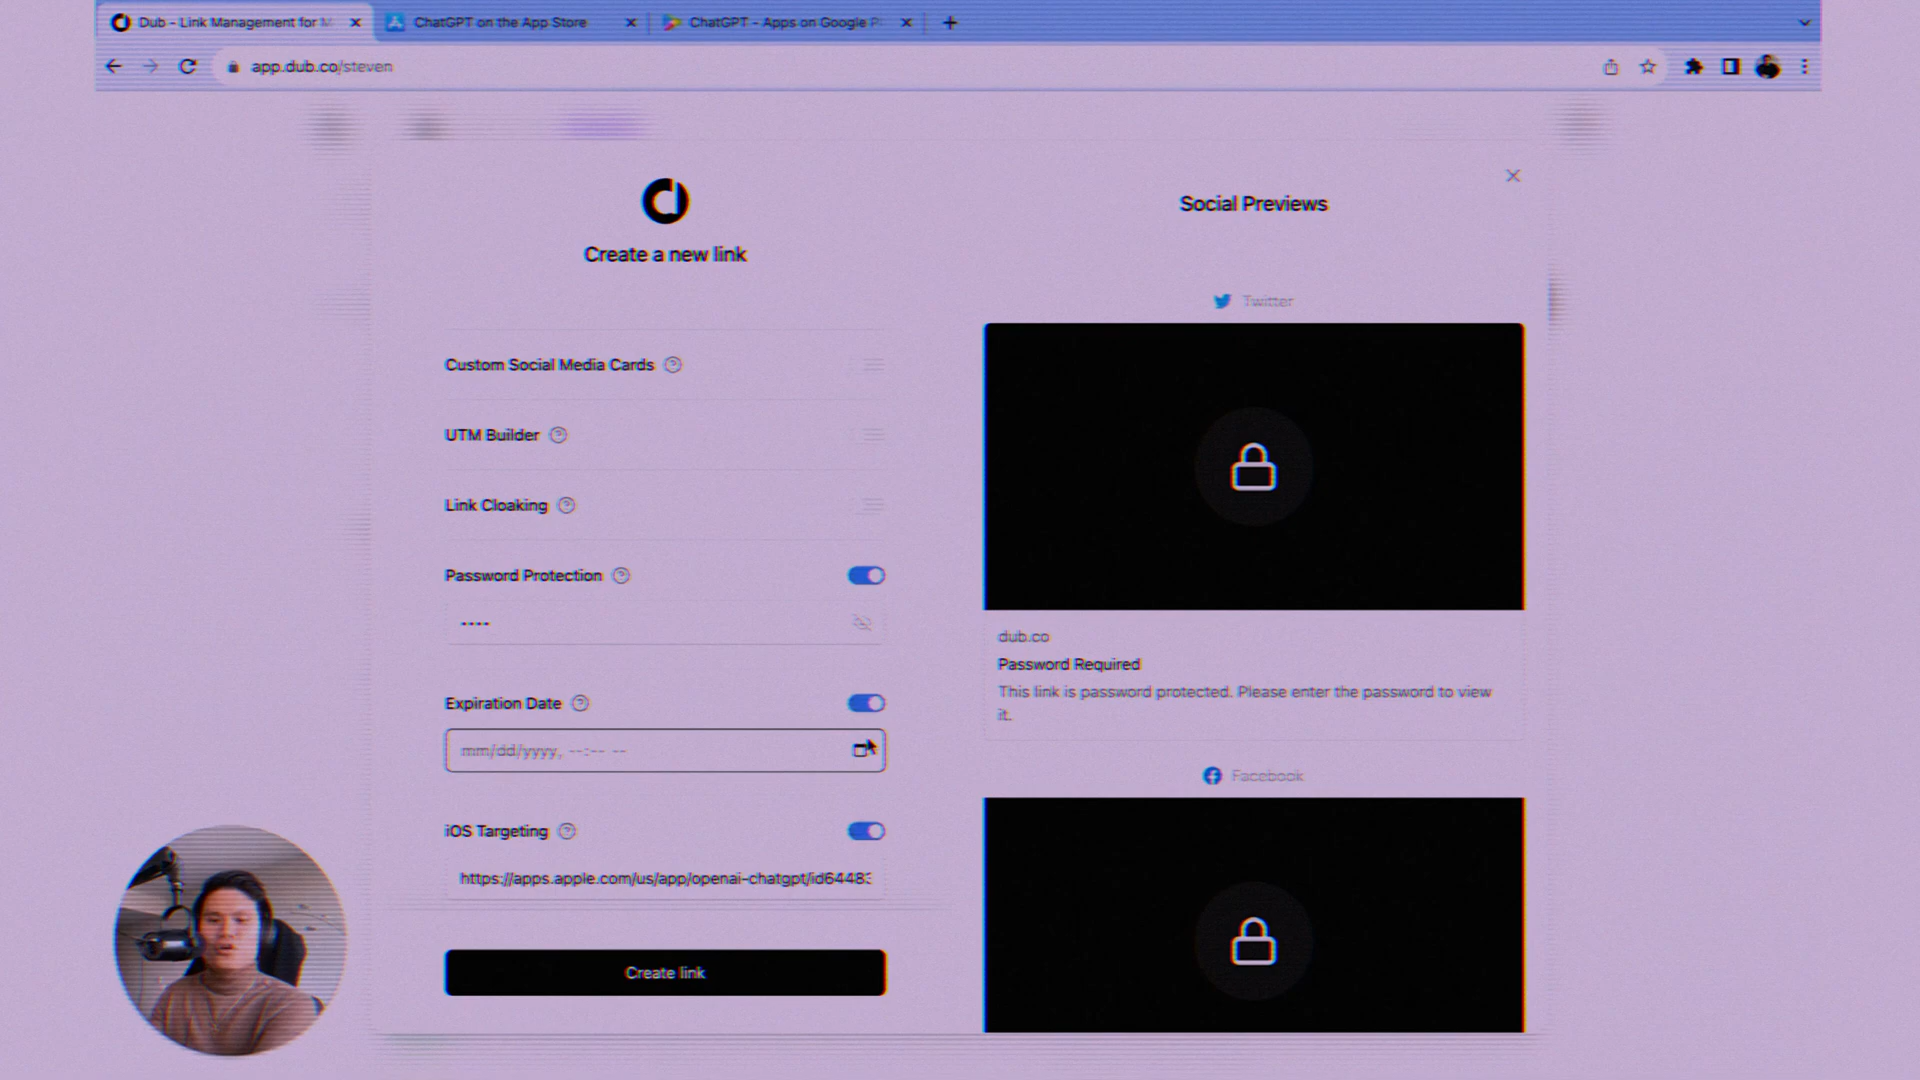 Dub - Link Management for M
ChatGPT on the App Store
ChatGPT - Apps on Google P
app.dub.co/steven
Create a new link
Custom Social Media Cards
UTM Builder
Link Cloaking
Password Protection
••••
Expiration Date
mm/dd/yyyy, --:-- --
iOS Targeting
https://apps.apple.com/us/app/openai-chatgpt/id64483
Create link
Social Previews
Twitter
dub.co
Password Required
This link is password protected. Please enter the password to view
it.
Facebook